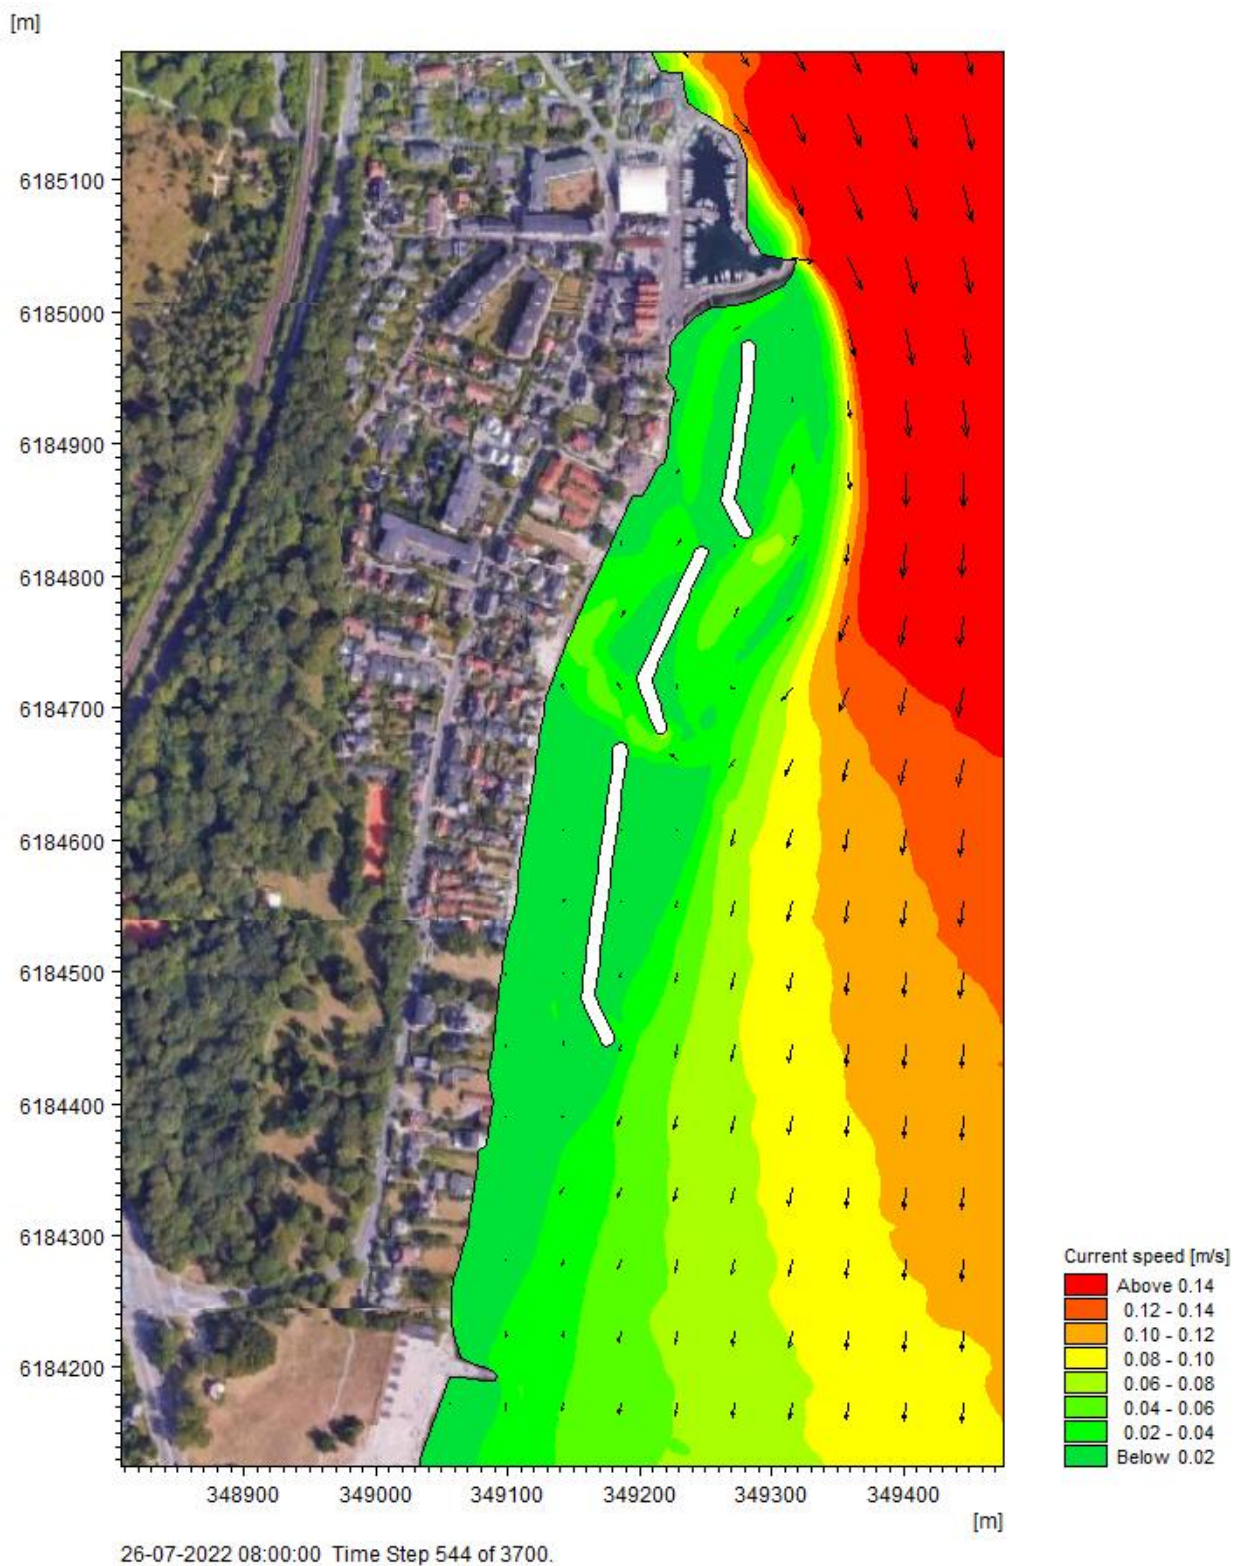 [m]
6185100
6185000
6184900
6184800
6184700
6184600
6184500
6184400
6184300
6184200
348900 349000 349100 349200 349300 349400
[m]
Current speed [m/s]
Above 0.14
0.12 - 0.14
0.10 - 0.12
0.08 - 0.10
0.06 - 0.08
0.04 - 0.06
0.02 - 0.04
Below 0.02
26-07-2022 08:00:00 Time Step 544 of 3700.